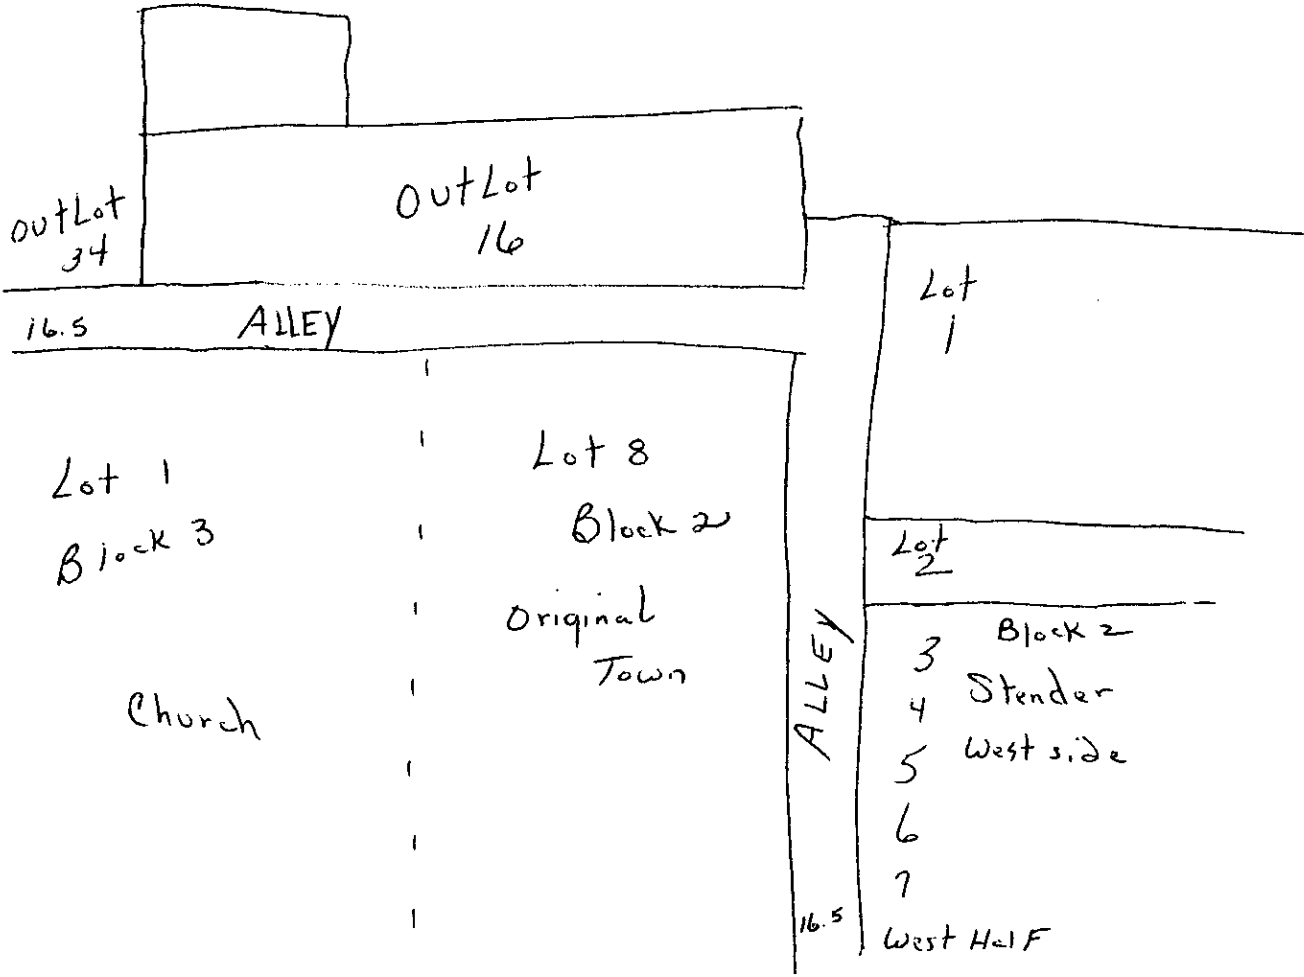 OutLot
16
OutLot
34
16.5
ALLEY
Lot
1
Lot 1
Block 3
Church
Lot 8
Block 2
Original
Town
ALLEY
16.5
Lot
2
Block 2
3
Stender
4
West side
5
6
7
West Half